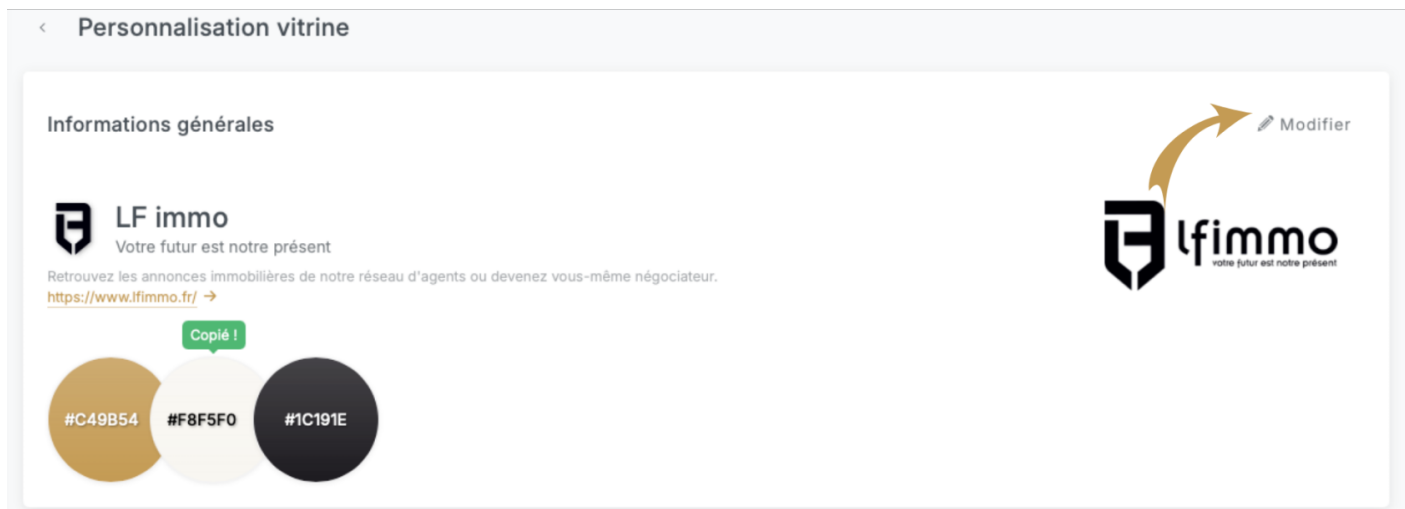 Personnalisation vitrine
Informations générales
Modifier
LF immo
Votre futur est notre présent
lfimmo
votre futur est notre présent
Retrouvez les annonces immobilières de notre réseau d'agents ou devenez vous-même négociateur.
https://www.lfimmo.fr/ →
Copié !
#C49B54
#F8F5F0
#1C191E